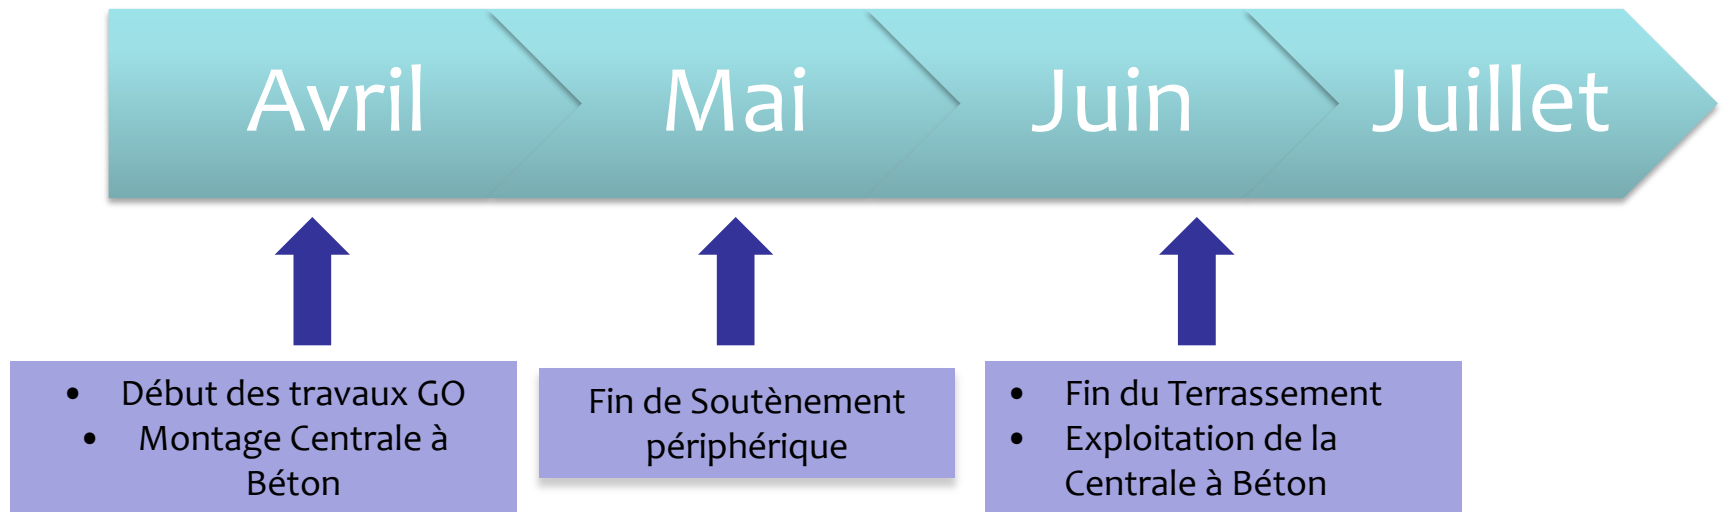 Avril
Mai
Juin
Juillet
• Début des travaux GO
• Montage Centrale à
Béton
Fin de Soutènement
périphérique
• Fin du Terrassement
• Exploitation de la
Centrale à Béton